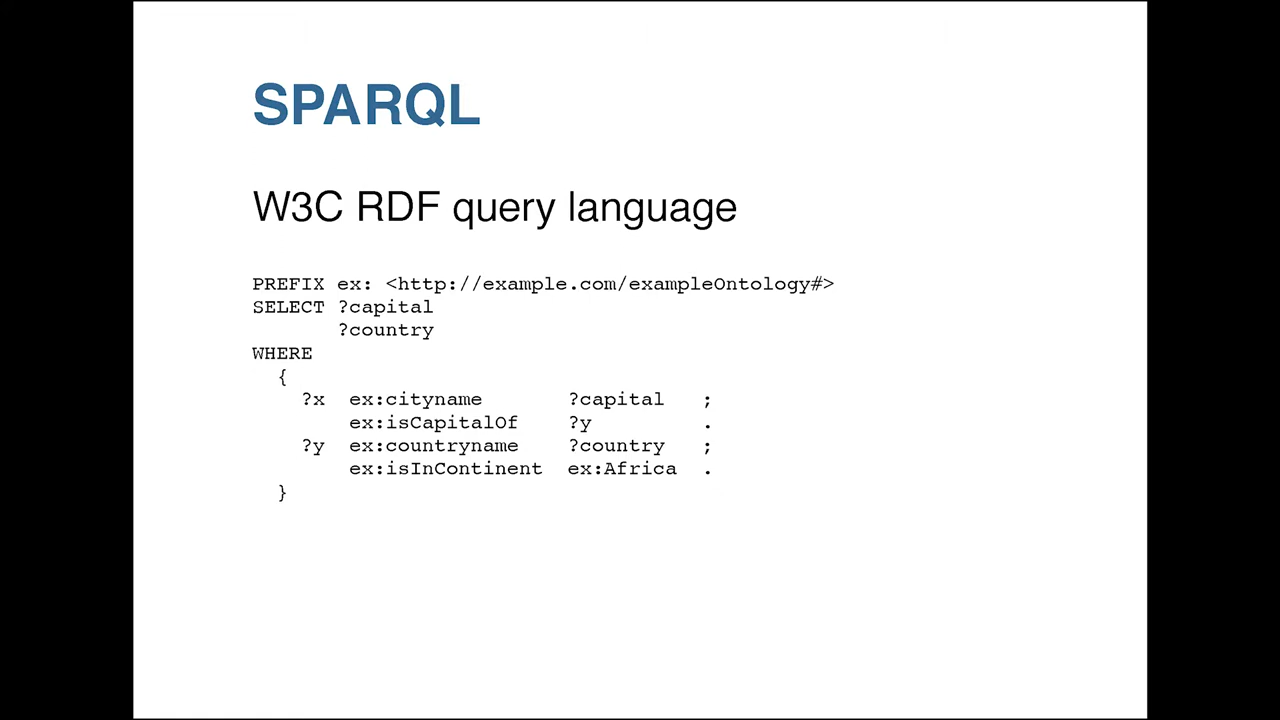 SPARQL
W3C RDF query language
PREFIX ex: <http://example.com/exampleOntology#>
SELECT ?capital
       ?country
WHERE
  {
    ?x  ex:cityname       ?capital   ;
        ex:isCapitalOf    ?y         .
    ?y  ex:countryname    ?country   ;
        ex:isInContinent  ex:Africa  .
  }